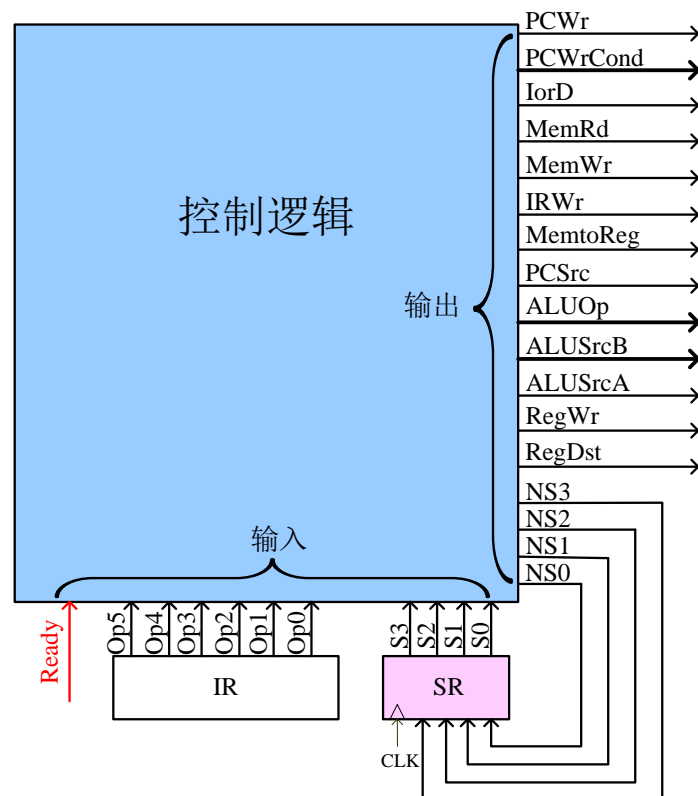 PCWr
PCWrCond
IorD
MemRd
MemWr
IRWr
MemtoReg
PCSrc
ALUOp
ALUSrcB
ALUSrcA
RegWr
RegDst
NS3
NS2
NS1
NS0
控制逻辑
输出
输入
Ready
Op5
Op4
Op3
Op2
Op1
Op0
S3
S2
S1
S0
IR
SR
CLK